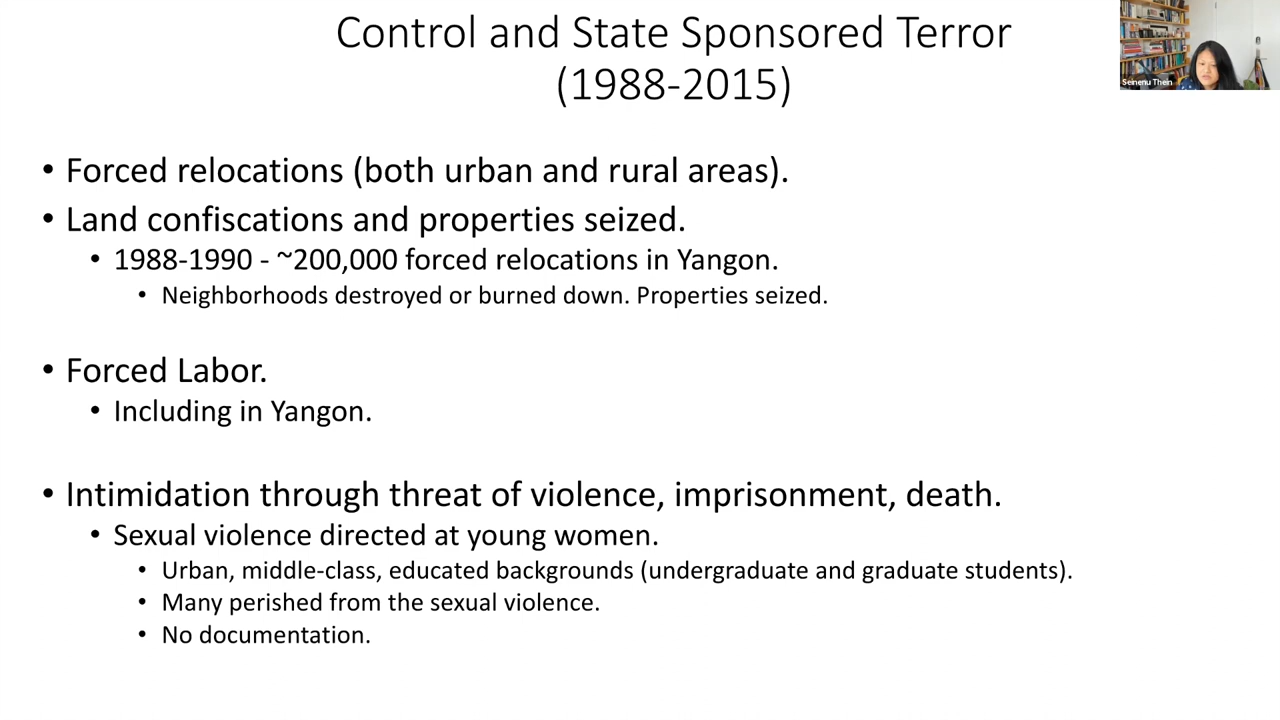 Control and State Sponsored Terror
(1988-2015)
Seinenu Thein
• Forced relocations (both urban and rural areas).
• Land confiscations and properties seized.
• 1988-1990 - ~200,000 forced relocations in Yangon.
• Neighborhoods destroyed or burned down. Properties seized.
• Forced Labor.
• Including in Yangon.
• Intimidation through threat of violence, imprisonment, death.
• Sexual violence directed at young women.
• Urban, middle-class, educated backgrounds (undergraduate and graduate students).
• Many perished from the sexual violence.
• No documentation.